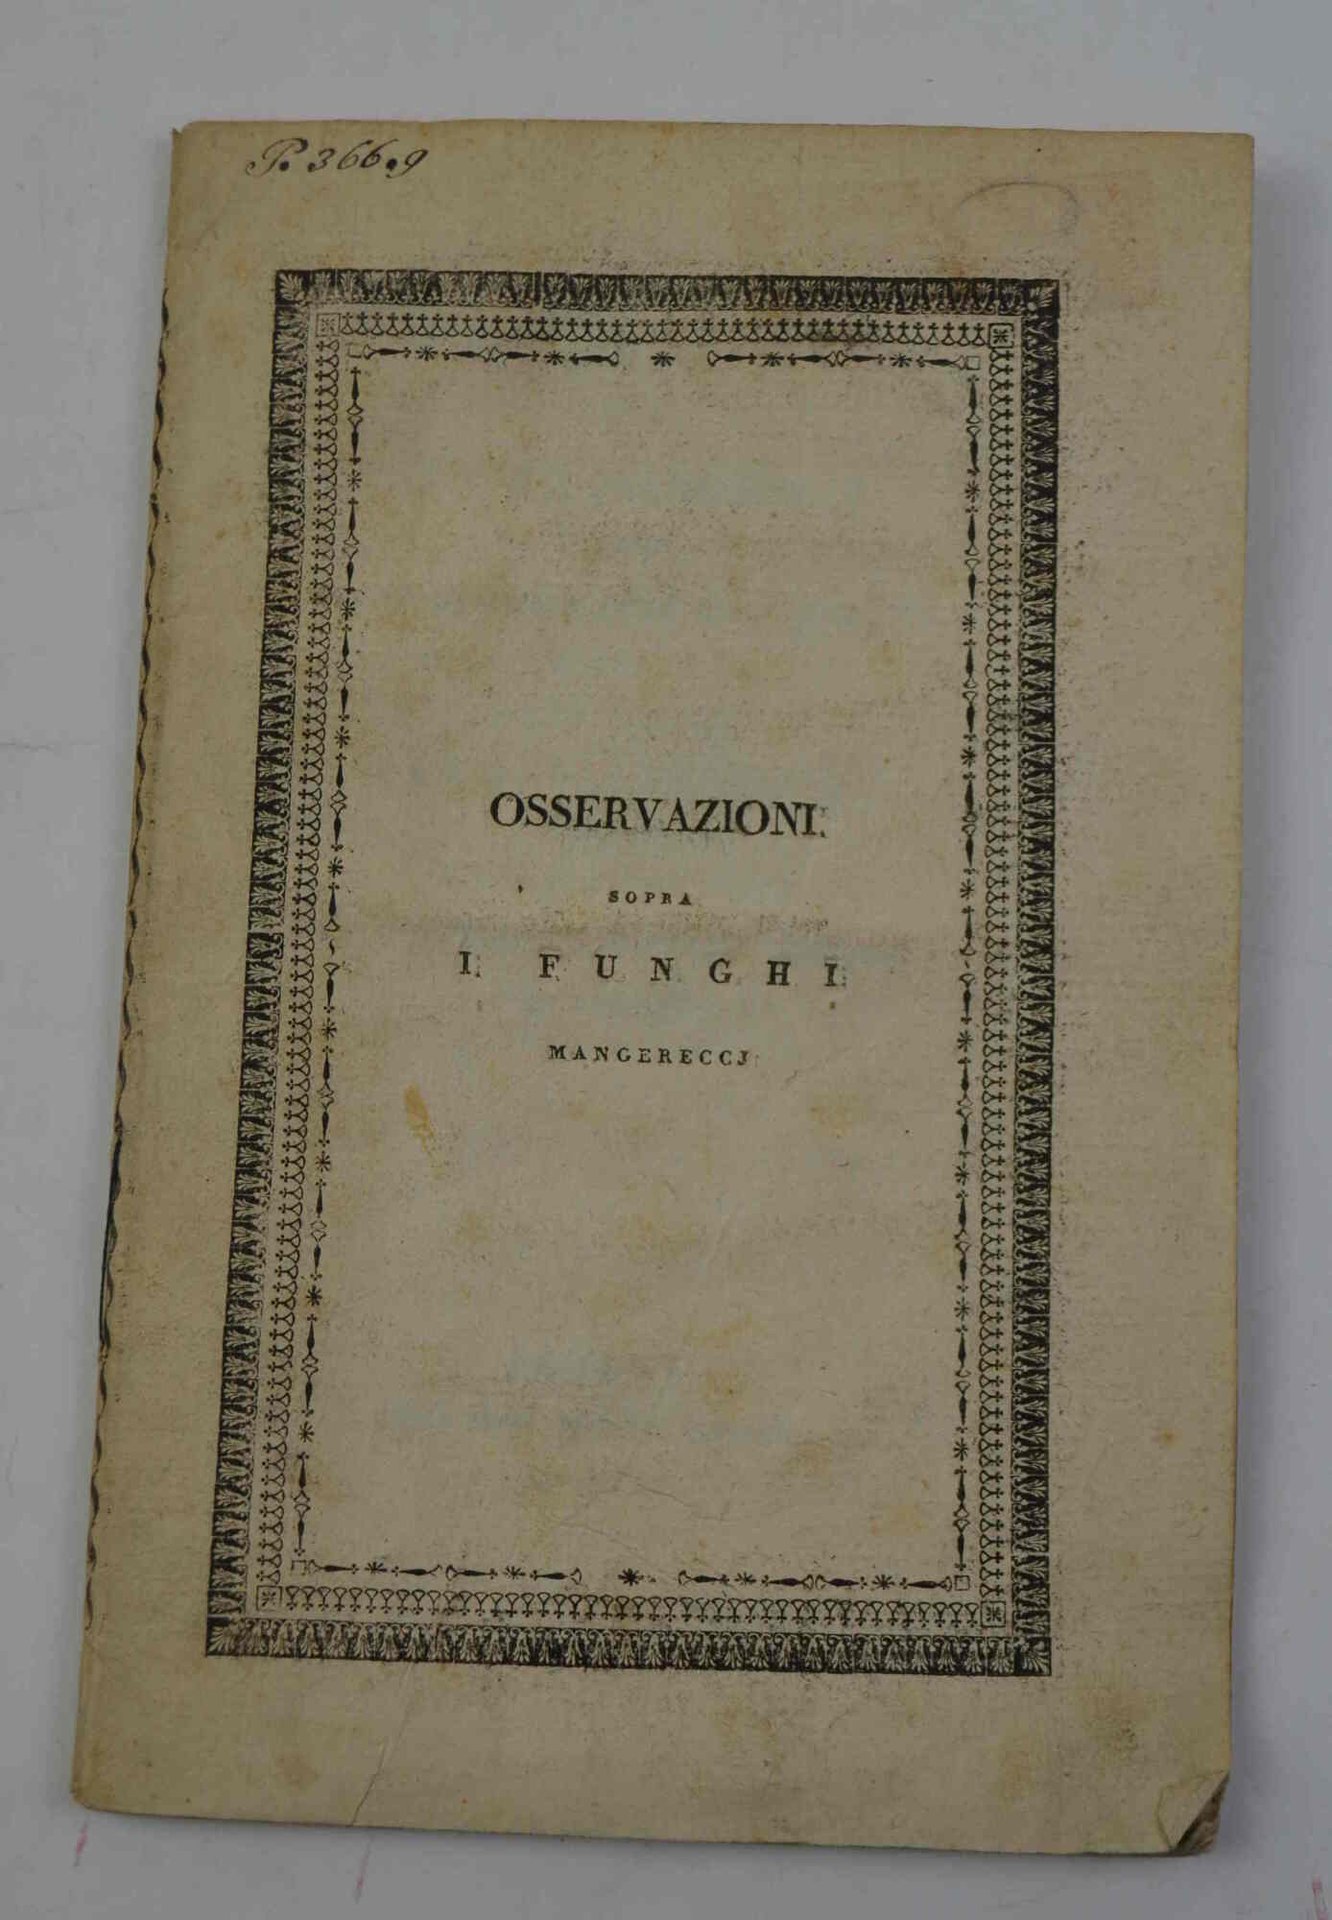 P. 366.9
OSSERVAZIONI
SOPRA
I FUNGHI
MANGERECCJ